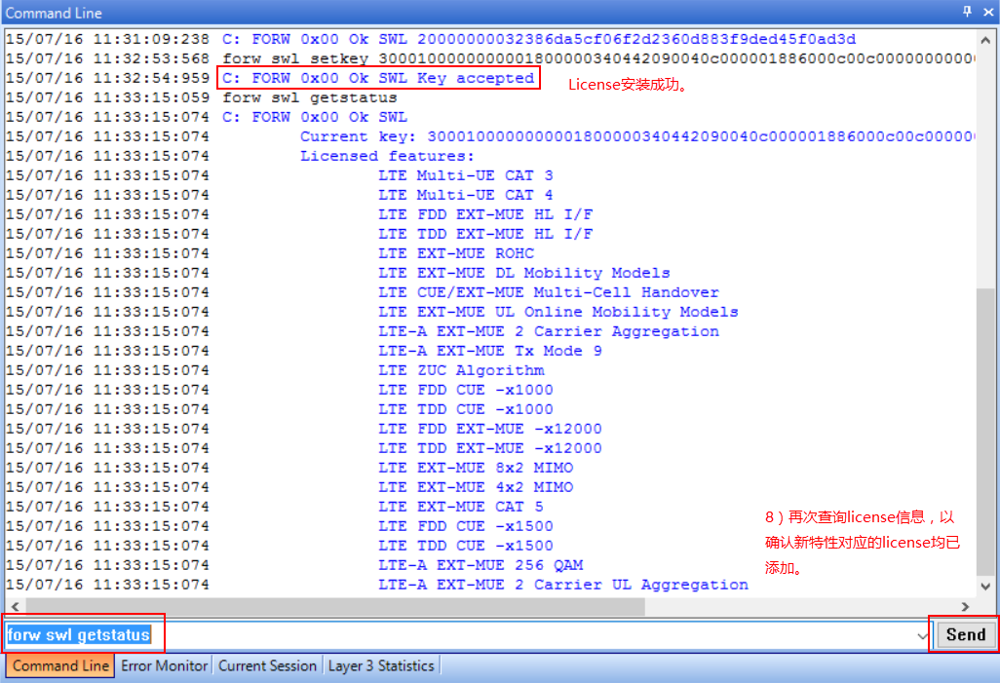 Command Line
15/07/16 11:31:09:238 C: FORW 0x00 Ok SWL 20000000032386da5cf06f2d2360d883f9ded45f0ad3d
15/07/16 11:32:53:568 forw swl setkey 3000100000000001800000340442090040c000001886000c00c0000000000
15/07/16 11:32:54:959 C: FORW 0x00 Ok SWL Key accepted
License安装成功。
15/07/16 11:33:15:059 forw swl getstatus
15/07/16 11:33:15:074 C: FORW 0x00 Ok SWL
15/07/16 11:33:15:074 Current key: 3000100000000001800000340442090040c000001886000c00c00000
15/07/16 11:33:15:074 Licensed features:
15/07/16 11:33:15:074 LTE Multi-UE CAT 3
15/07/16 11:33:15:074 LTE Multi-UE CAT 4
15/07/16 11:33:15:074 LTE FDD EXT-MUE HL I/F
15/07/16 11:33:15:074 LTE TDD EXT-MUE HL I/F
15/07/16 11:33:15:074 LTE EXT-MUE ROHC
15/07/16 11:33:15:074 LTE EXT-MUE DL Mobility Models
15/07/16 11:33:15:074 LTE CUE/EXT-MUE Multi-Cell Handover
15/07/16 11:33:15:074 LTE EXT-MUE UL Online Mobility Models
15/07/16 11:33:15:074 LTE-A EXT-MUE 2 Carrier Aggregation
15/07/16 11:33:15:074 LTE-A EXT-MUE Tx Mode 9
15/07/16 11:33:15:074 LTE ZUC Algorithm
15/07/16 11:33:15:074 LTE FDD CUE -x1000
15/07/16 11:33:15:074 LTE TDD CUE -x1000
15/07/16 11:33:15:074 LTE FDD EXT-MUE -x12000
15/07/16 11:33:15:074 LTE TDD EXT-MUE -x12000
15/07/16 11:33:15:074 LTE EXT-MUE 8x2 MIMO
15/07/16 11:33:15:074 LTE EXT-MUE 4x2 MIMO
15/07/16 11:33:15:074 LTE EXT-MUE CAT 5
15/07/16 11:33:15:074 LTE FDD CUE -x1500
15/07/16 11:33:15:074 LTE TDD CUE -x1500
15/07/16 11:33:15:074 LTE-A EXT-MUE 256 QAM
15/07/16 11:33:15:074 LTE-A EXT-MUE 2 Carrier UL Aggregation
8）再次查询license信息，以
确认新特性对应的license均已
添加。
forw swl getstatus
Send
Command Line Error Monitor Current Session Layer 3 Statistics